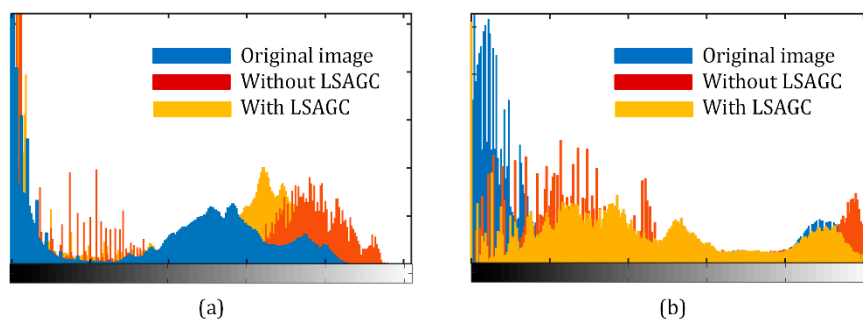 Original image
Without LSAGC
With LSAGC
(a)
Original image
Without LSAGC
With LSAGC
(b)